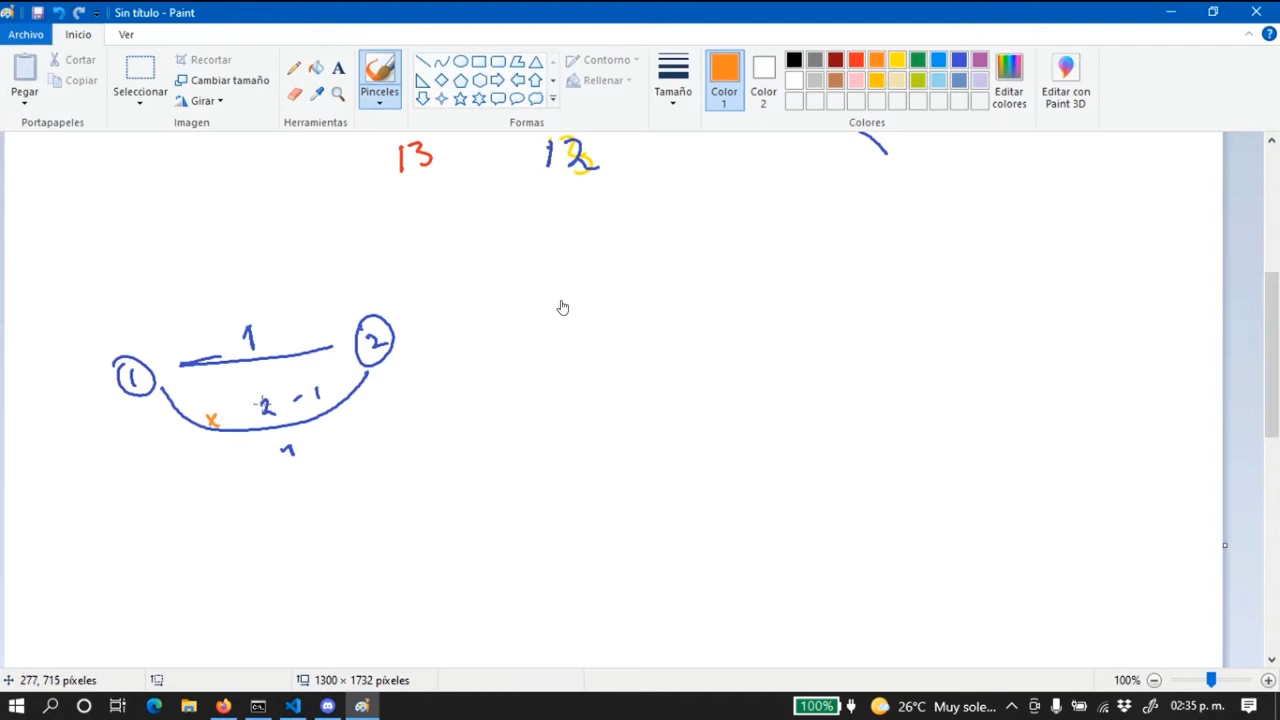 Sin título - Paint
Archivo Inicio Ver
Pegar
Cortar
Copiar
Portapapeles
Seleccionar
Recortar
Cambiar tamaño
Girar
Imagen
A
Herramientas
Pinceles
Contorno
Rellenar
Formas
Tamaño
Color
1
Color
2
Editar
colores
Editar con
Paint 3D
Colores
13
1
2
1
2 - 1
x
1
277, 715 píxeles
1300 × 1732 píxeles
100%
100%
26°C Muy sole...
02:35 p. m.